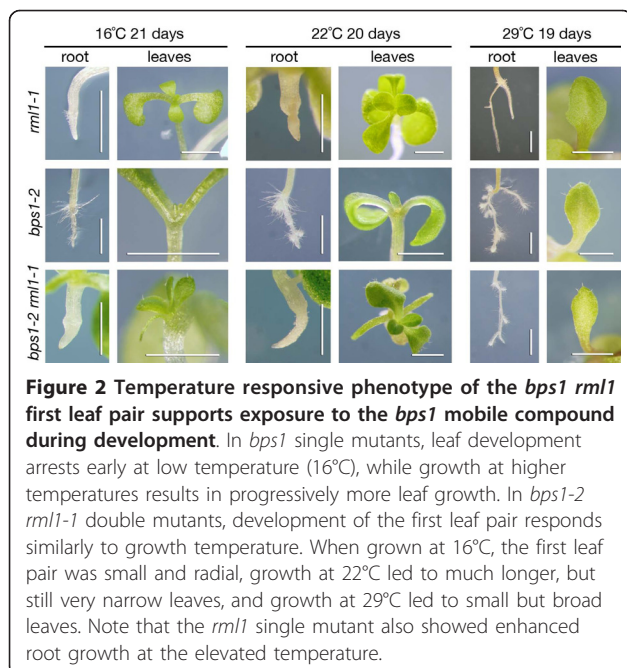 16°C 21 days
22°C 20 days
29°C 19 days
root
leaves
root
leaves
root
leaves
rml1-1
bps1-2
bps1-2 rml1-1
Figure 2 Temperature responsive phenotype of the bps1 rml1
first leaf pair supports exposure to the bps1 mobile compound
during development. In bps1 single mutants, leaf development
arrests early at low temperature (16°C), while growth at higher
temperatures results in progressively more leaf growth. In bps1-2
rml1-1 double mutants, development of the first leaf pair responds
similarly to growth temperature. When grown at 16°C, the first leaf
pair was small and radial, growth at 22°C led to much longer, but
still very narrow leaves, and growth at 29°C led to small but broad
leaves. Note that the rml1 single mutant also showed enhanced
root growth at the elevated temperature.